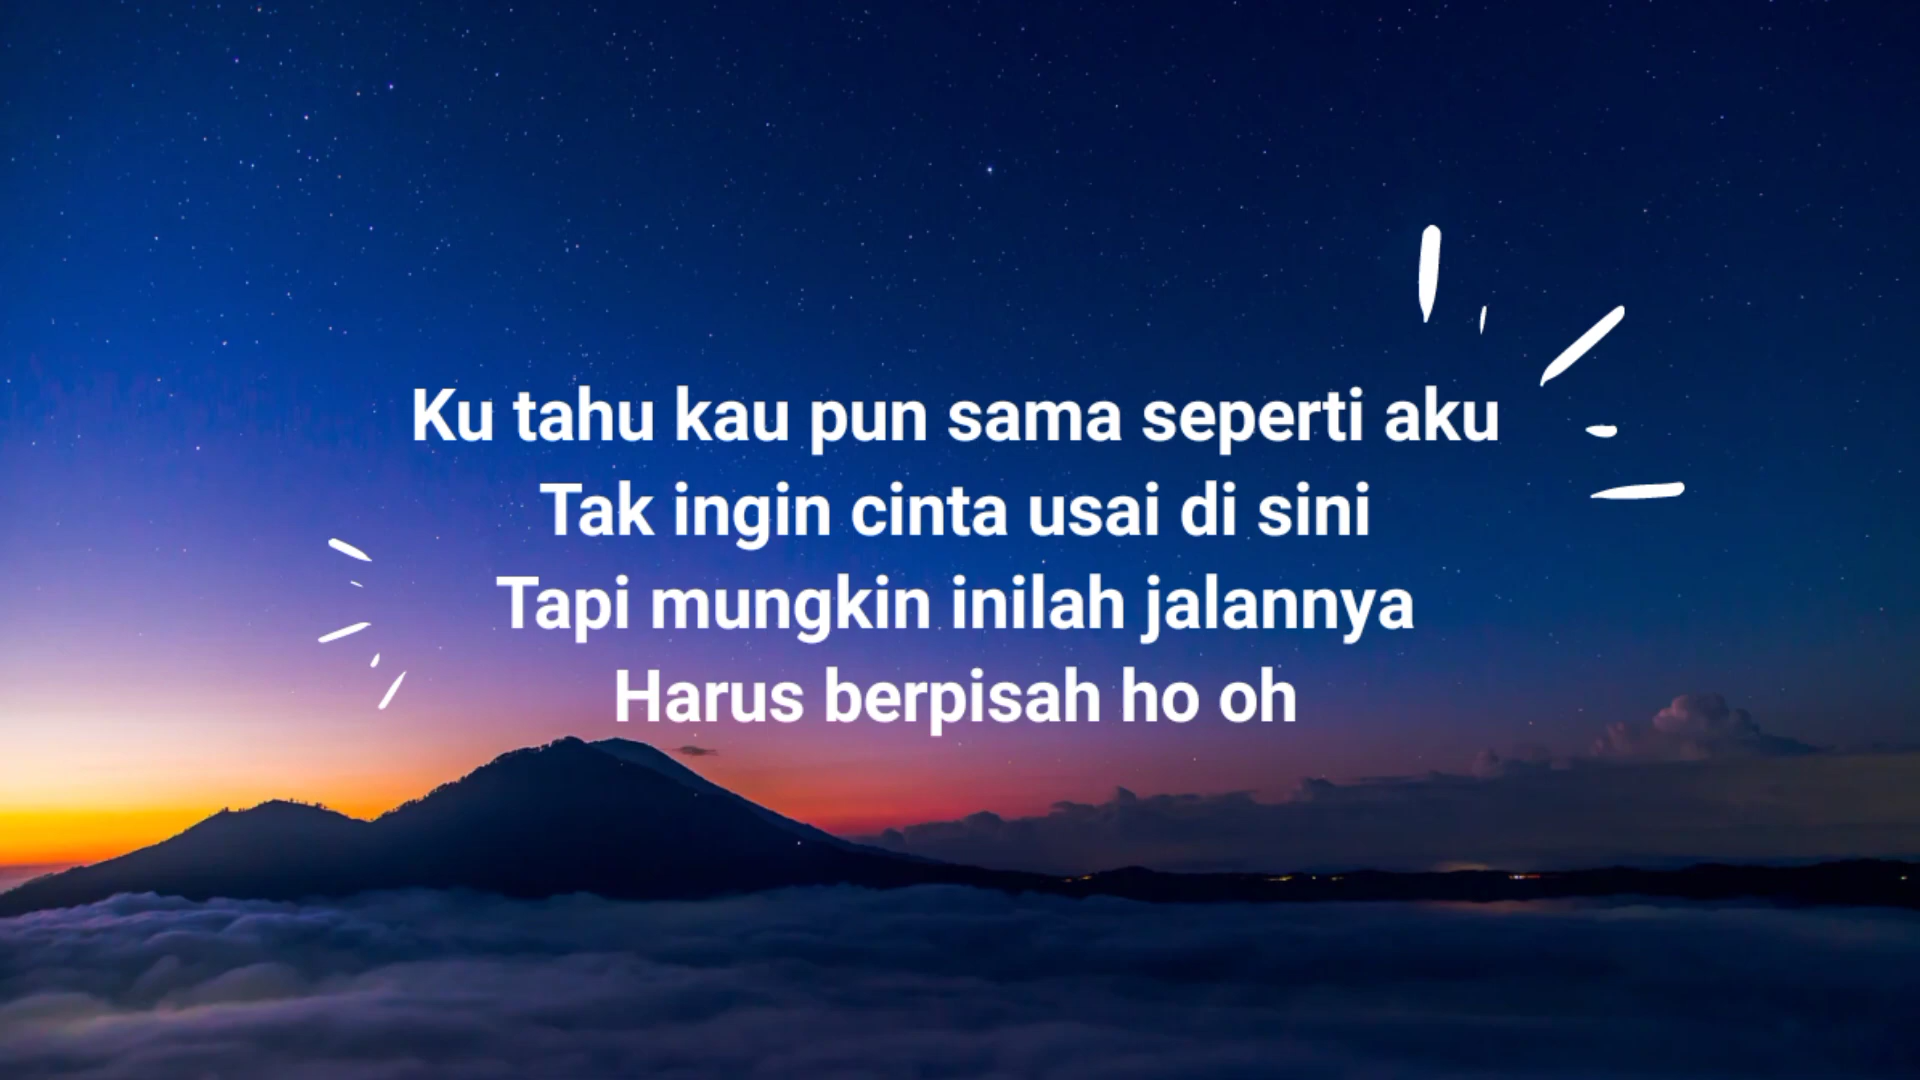 Ku tahu kau pun sama seperti aku
Tak ingin cinta usai di sini
Tapi mungkin inilah jalannya
Harus berpisah ho oh